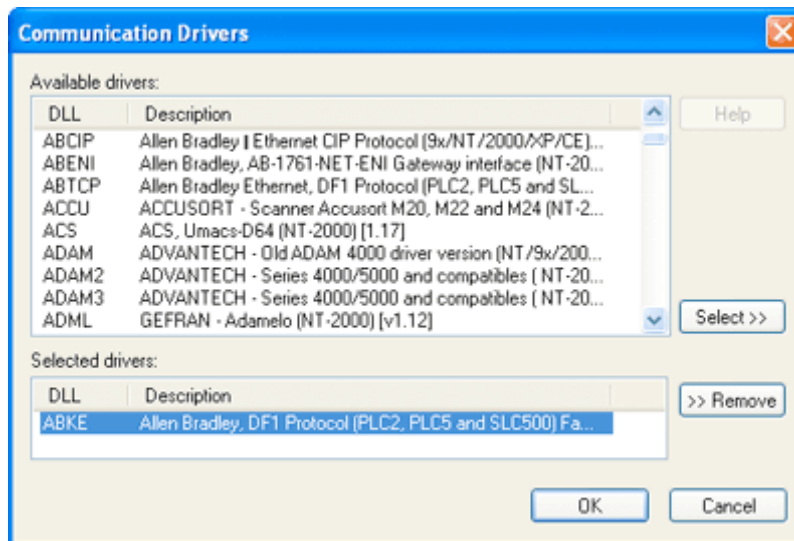 Communication Drivers
Available drivers:
DLL Description
Help
ABCIP Allen Bradley | Ethernet CIP Protocol (9x/NT/2000/XP/CE)...
ABENI Allen Bradley, AB-1761-NET-ENI Gateway interface (NT-20...
ABTCP Allen Bradley Ethernet, DF1 Protocol (PLC2, PLC5 and SL...
ACCU ACCUSORT - Scanner Accusort M20, M22 and M24 (NT-2...
ACS ACS, Umacs-D64 (NT-2000) [1.17]
ADAM ADVANTECH - Old ADAM 4000 driver version (NT/9x/200...
ADAM2 ADVANTECH - Series 4000/5000 and compatibles ( NT-20...
ADAM3 ADVANTECH - Series 4000/5000 and compatibles ( NT-20...
ADML GEFRAN - Adamelo (NT-2000) [v1.12]
Select >>
Selected drivers:
DLL Description
>> Remove
ABKE Allen Bradley, DF1 Protocol (PLC2, PLC5 and SLC500) Fa...
OK Cancel